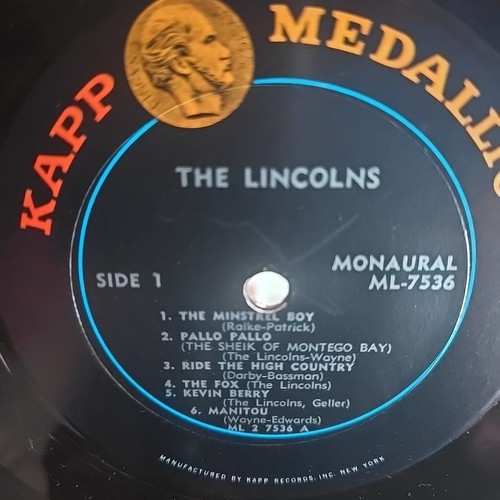 KAPP MEDALLIO
THE LINCOLNS
SIDE 1
MONAURAL
ML-7536
1. THE MINSTREL BOY
(Raike-Patrick)
2. PALLO PALLO
(THE SHEIK OF MONTEGO BAY)
(The Lincolns-Wayne)
3. RIDE THE HIGH COUNTRY
(Darby-Bassman)
4. THE FOX (The Lincolns)
5. KEVIN BERRY
(The Lincolns, Geller)
6. MANITOU
(Wayne-Edwards)
ML 2 7536 A
MANUFACTURED BY KAPP RECORDS, INC. NEW YORK